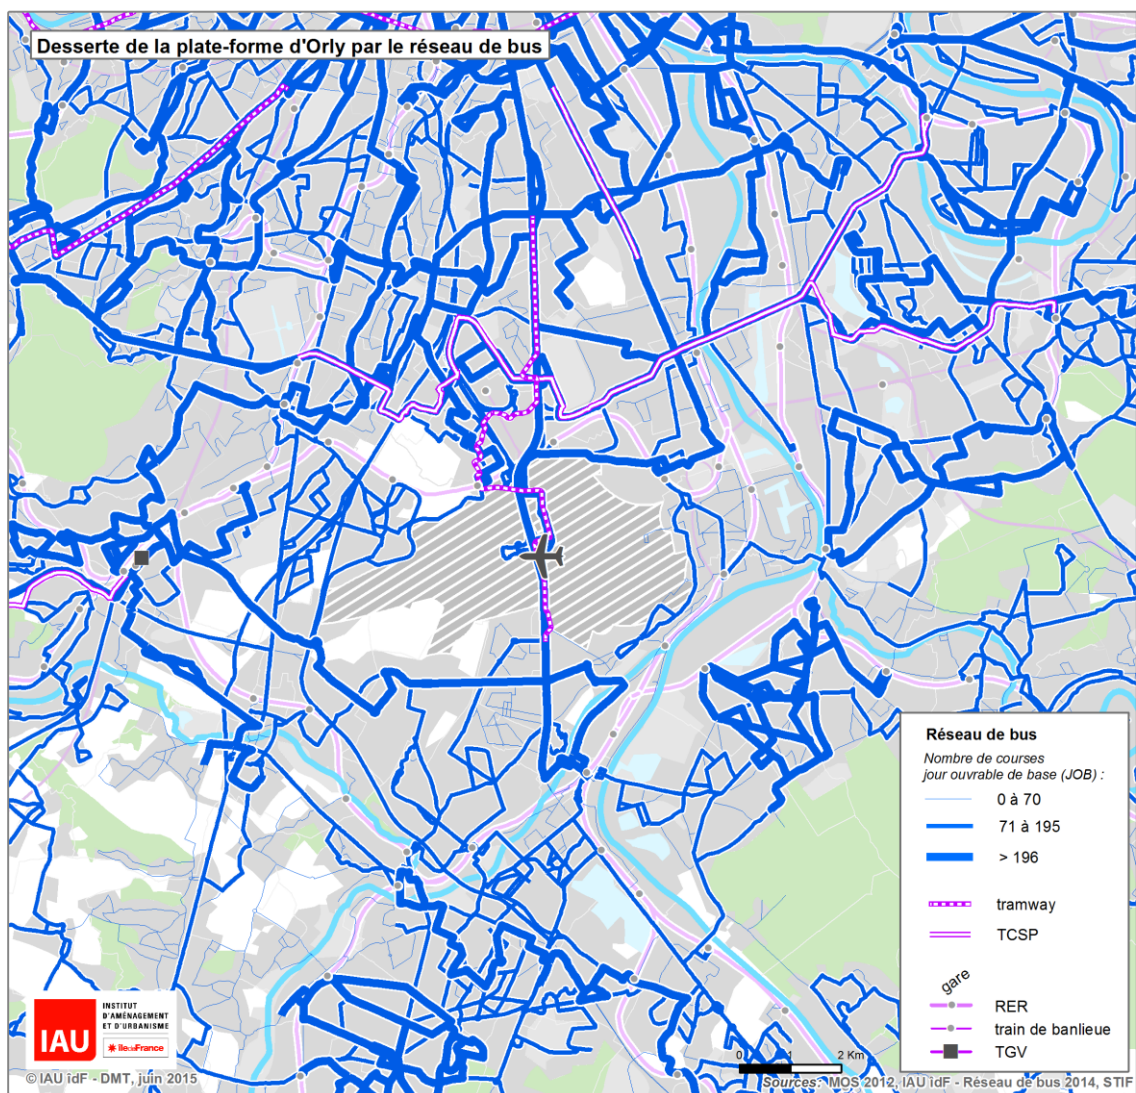 Desserte de la plate-forme d'Orly par le réseau de bus
Réseau de bus
Nombre de courses
jour ouvrable de base (JOB) :
0 à 70
71 à 195
> 196
tramway
TCSP
gare
RER
train de banlieue
TGV
IAU
INSTITUT
D'AMÉNAGEMENT
ET D'URBANISME
îledeFrance
© IAU îdF - DMT, juin 2015
0 1 2 Km
Sources: MOS 2012, IAU îdF - Réseau de bus 2014, STIF